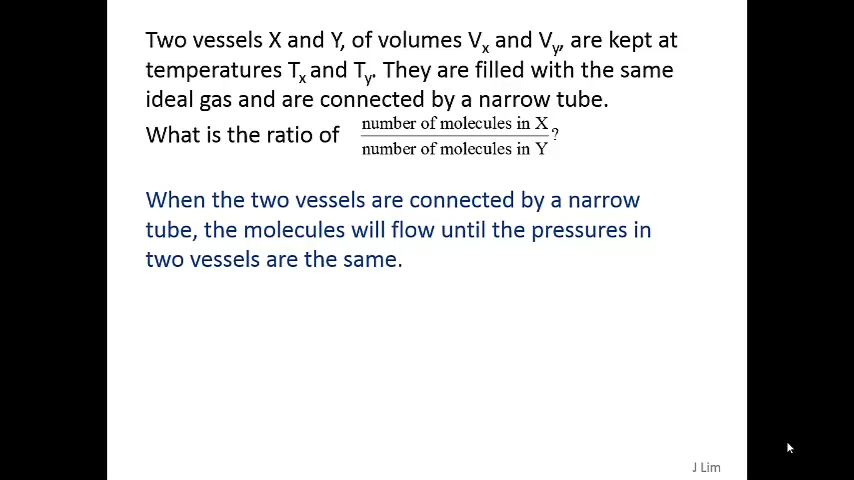 Two vessels X and Y, of volumes Vx and Vy, are kept at
temperatures Tx and Ty. They are filled with the same
ideal gas and are connected by a narrow tube.
What is the ratio of number of molecules in X / number of molecules in Y ?
When the two vessels are connected by a narrow
tube, the molecules will flow until the pressures in
two vessels are the same.
J Lim